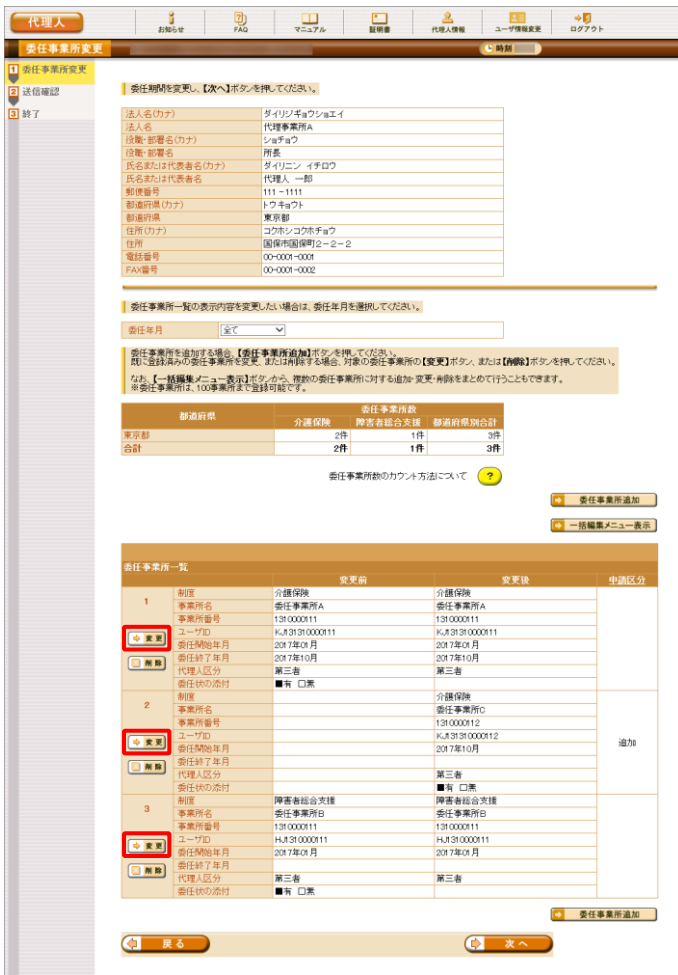 代理人
お知らせ FAQ マニュアル 証明書 代理人情報 ユーザ情報変更 ログアウト
委任事業所変更
時刻
1 委任事業所変更
2 送信確認
3 終了
委任期間を変更し、【次へ】ボタンを押してください。
法人名(カナ) ダイリジギョウショエイ
法人名 代理事業所A
役職・部署名(カナ) ショチョウ
役職・部署名 所長
氏名または代表者名(カナ) ダイリニン イチロウ
氏名または代表者名 代理人 一郎
郵便番号 111 -1111
都道府県(カナ) トウキョウト
都道府県 東京都
住所(カナ) コクホシコクホチョウ
住所 国保市国保町2-2-2
電話番号 00-0001-0001
FAX番号 00-0001-0002
委任事業所一覧の表示内容を変更したい場合は、委任年月を選択してください。
委任年月 全て
委任事業所を追加する場合、【委任事業所追加】ボタンを押してください。
既に登録済みの委任事業所を変更、または削除する場合、対象の委任事業所の【変更】ボタン、または【削除】ボタンを押してください。
なお、【一括編集メニュー表示】ボタンから、複数の委任事業所に対する追加・変更・削除をまとめて行うこともできます。
※委任事業所は、100事業所まで登録可能です。
都道府県 委任事業所数
介護保険 障害者総合支援 都道府県別合計
東京都 2件 1件 3件
合計 2件 1件 3件
委任事業所数のカウント方法について ?
委任事業所追加
一括編集メニュー表示
委任事業所一覧
変更前 変更後 申請区分
1 制度 介護保険 介護保険
事業所名 委任事業所A 委任事業所A
事業所番号 1310000111 1310000111
変更 ユーザID KJ131310000111 KJ131310000111
委任開始年月 2017年01月 2017年01月
削除 委任終了年月 2017年10月 2017年10月
代理人区分 第三者 第三者
委任状の添付 ■有 □無
2 制度 介護保険
事業所名 委任事業所C
事業所番号 1310000112
変更 ユーザID KJ131310000112 追加
委任開始年月 2017年10月
削除 委任終了年月
代理人区分 第三者
委任状の添付 ■有 □無
3 制度 障害者総合支援 障害者総合支援
事業所名 委任事業所B 委任事業所B
事業所番号 1310000111 1310000111
変更 ユーザID HJ1310000111 HJ1310000111
委任開始年月 2017年01月 2017年01月
削除 委任終了年月
代理人区分 第三者 第三者
委任状の添付 ■有 □無
委任事業所追加
戻る 次へ